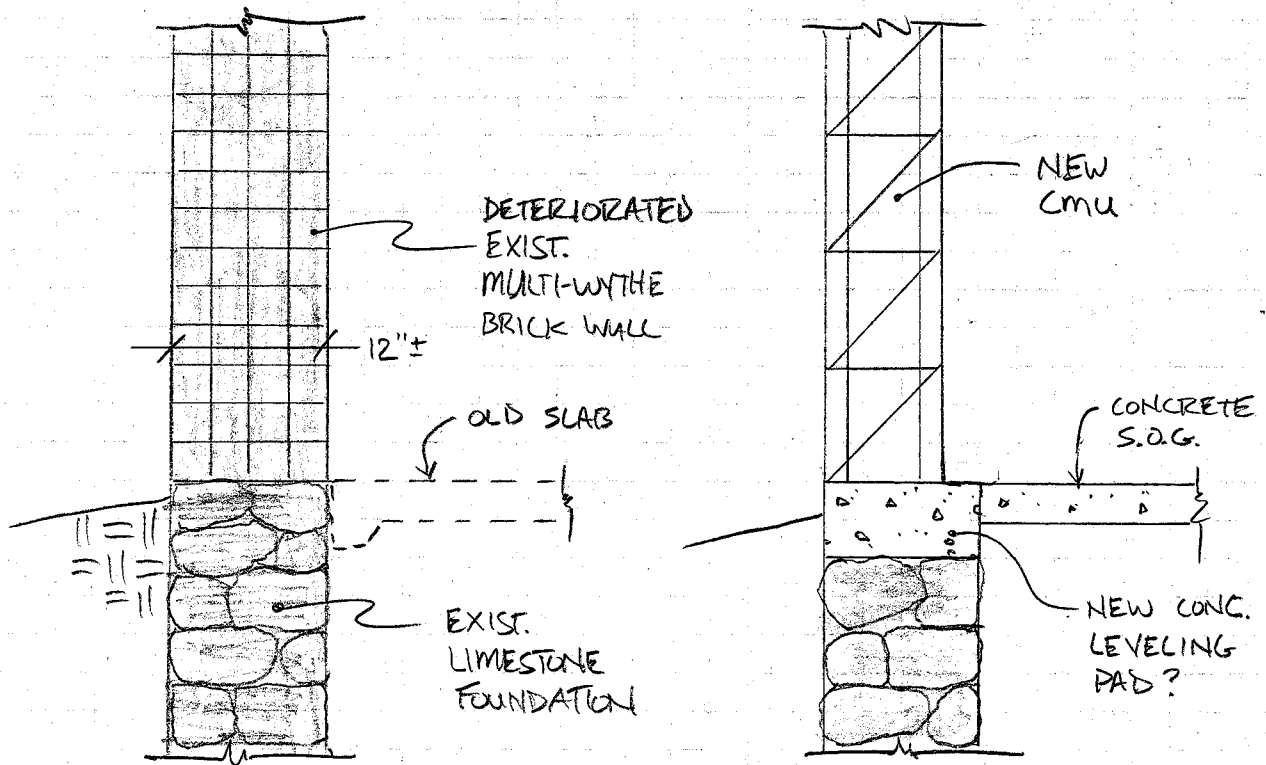 DETERIORATED
EXIST.
MULTI-WYTHE
BRICK WALL
12"±
OLD SLAB
EXIST.
LIMESTONE
FOUNDATION
NEW
CMU
CONCRETE
S.O.G.
NEW CONC.
LEVELING
PAD?